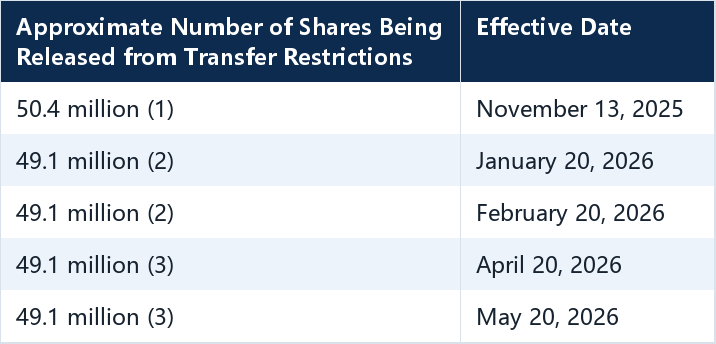 Approximate Number of Shares Being
Released from Transfer Restrictions
Effective Date
50.4 million (1)
November 13, 2025
49.1 million (2)
January 20, 2026
49.1 million (2)
February 20, 2026
49.1 million (3)
April 20, 2026
49.1 million (3)
May 20, 2026